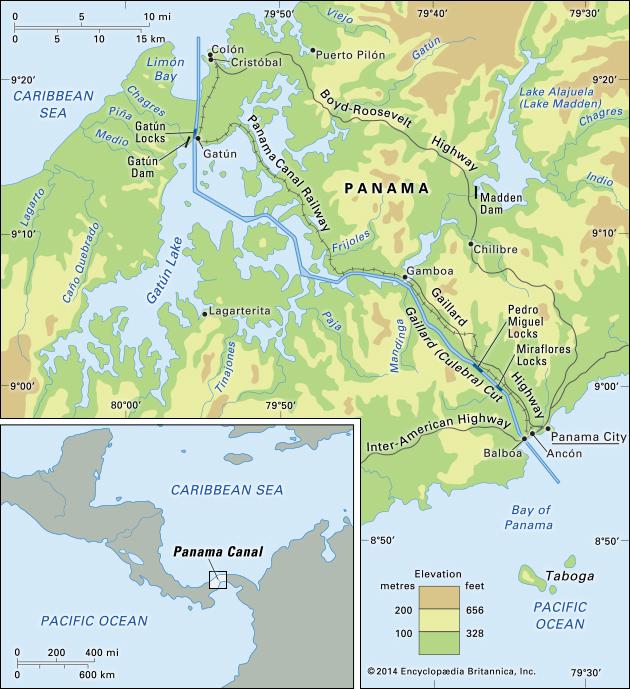 79°50′
79°40′
79°30′
0 5 10 mi
0 5 10 15 km
Viejo
Colón
Cristóbal
Puerto Pilón
Gatún
Limón
Bay
9°20′
9°20′
CARIBBEAN
SEA
Chagres
Piña
Medio
Gatún
Locks
Gatún
Dam
Gatún
Boyd-Roosevelt
Highway
Lake Alajuela
(Lake Madden)
Chagres
Panama Canal Railway
PANAMA
Indio
Madden
Dam
Lagarto
Caño Quebrado
9°10′
9°10′
Gatún Lake
Frijoles
Chilibre
Gamboa
Lagarterita
Paja
Mandinga
Gaillard
Highway
Gaillard (Culebra) Cut
Pedro
Miguel
Locks
Miraflores
Locks
Tinajones
9°00′
9°00′
80°00′
79°50′
Inter-American Highway
Panama City
Balboa
Ancón
Bay of
Panama
8°50′
8°50′
Taboga
PACIFIC
OCEAN
Elevation
metres feet
200 656
100 328
©2014 Encyclopædia Britannica, Inc.
79°30′
CARIBBEAN SEA
Panama Canal
PACIFIC OCEAN
0 200 400 mi
0 600 km